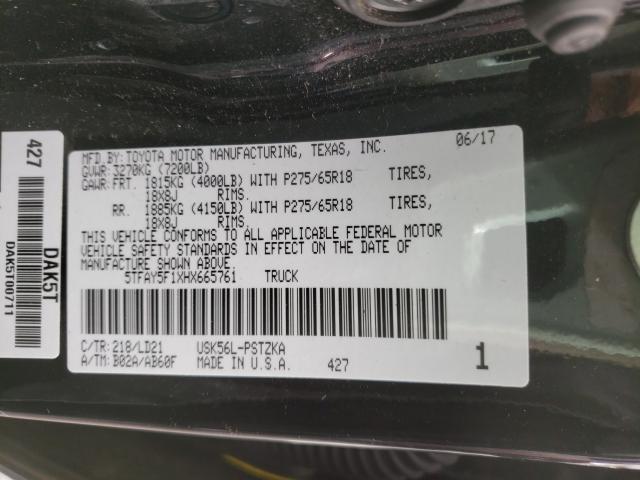 MFD.BY: TOYOTA MOTOR MANUFACTURING, TEXAS, INC. 06/17
GVWR: 3270KG (7200LB)
GAWR: FRT. 1815KG (4000LB) WITH P275/65R18 TIRES,
18X8J RIMS.
RR. 1885KG (4150LB) WITH P275/65R18 TIRES,
18X8J RIMS.
THIS VEHICLE CONFORMS TO ALL APPLICABLE FEDERAL MOTOR
VEHICLE SAFETY STANDARDS IN EFFECT ON THE DATE OF
MANUFACTURE SHOWN ABOVE.
5TFAY5F1XHX665761 TRUCK
C/TR: 218/LD21 USK56L-PSTZKA
A/TM: B02A/AB60F MADE IN U.S.A. 427 1
427
DAK5T
DAK5T00711